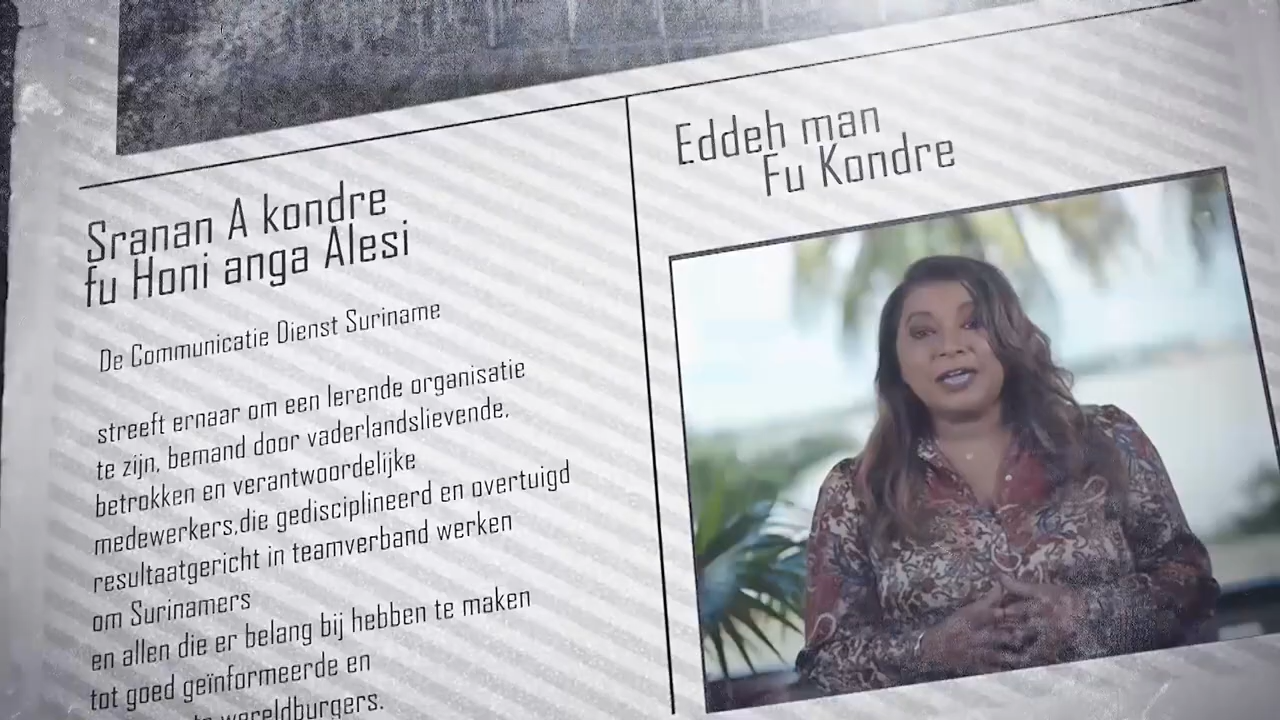 Sranan A kondre
fu Honi anga Alesi
De Communicatie Dienst Suriname
streeft ernaar om een lerende organisatie
te zijn, bemand door vaderlandslievende,
betrokken en verantwoordelijke
medewerkers,die gedisciplineerd en overtuigd
resultaatgericht in teamverband werken
om Surinamers
en allen die er belang bij hebben te maken
tot goed geïnformeerde en
wereldburgers.
Eddeh man
Fu Kondre